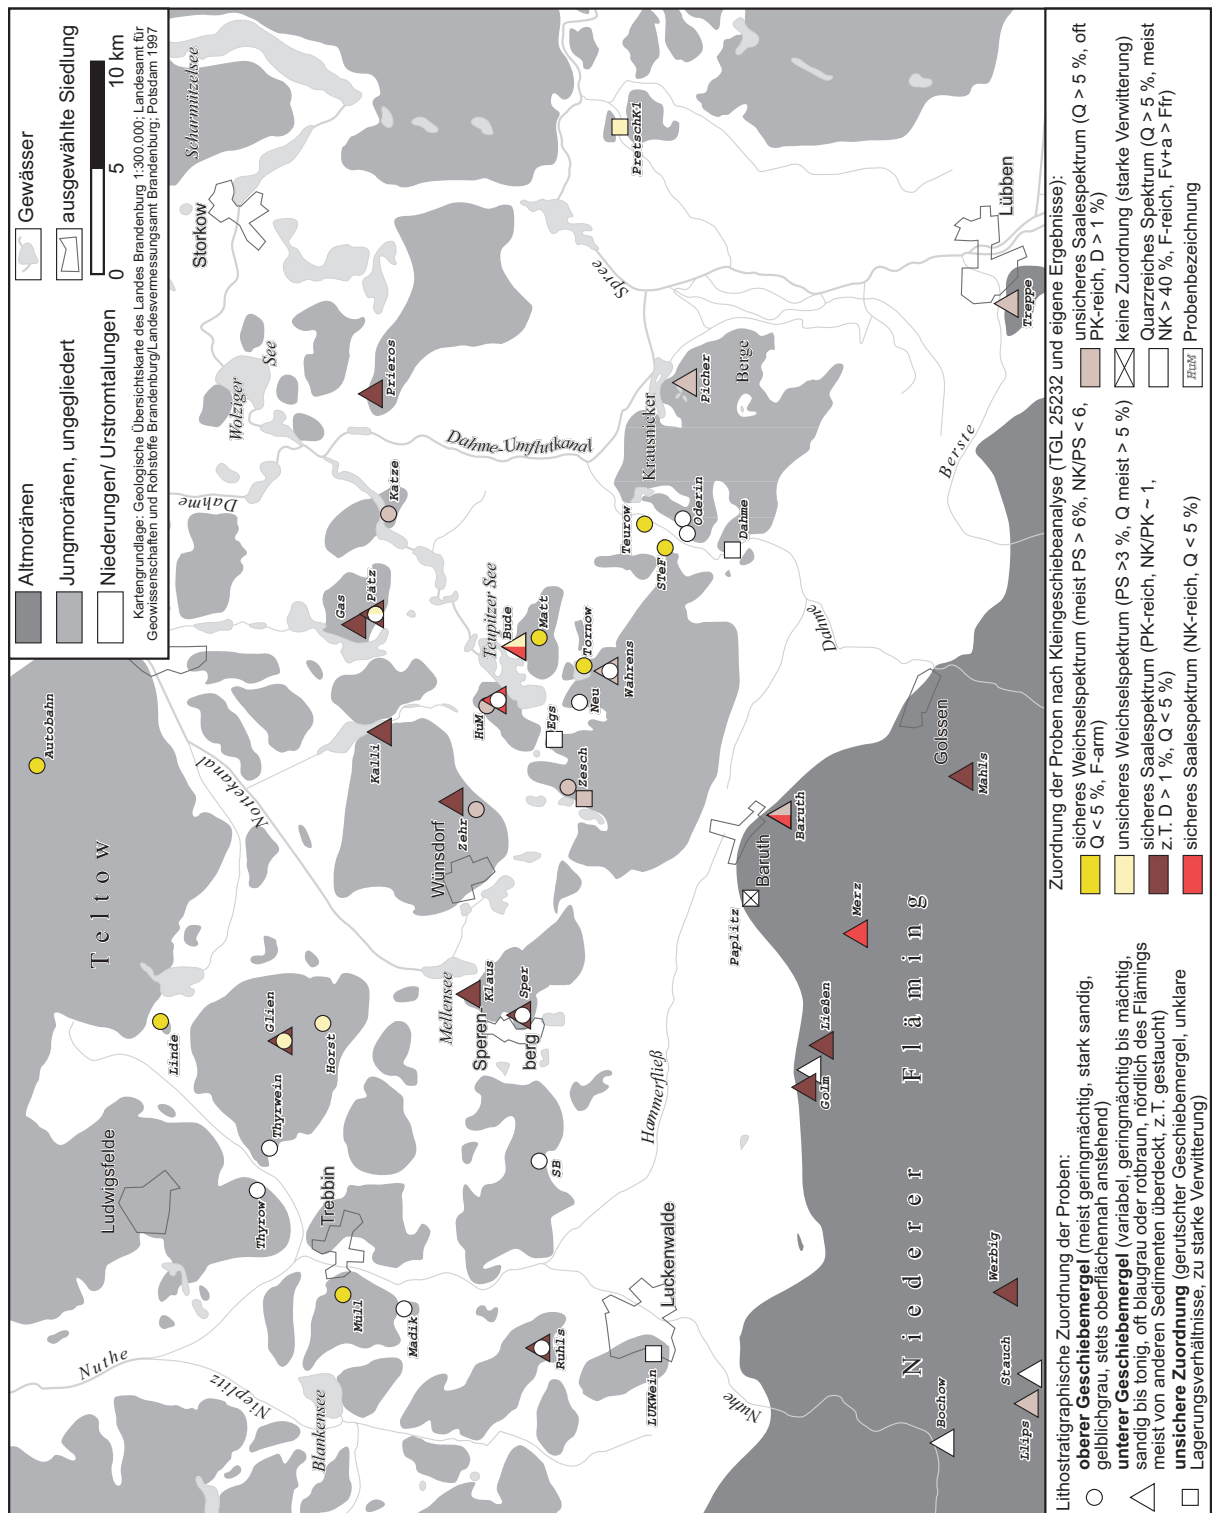 Altmoränen
Jungmoränen, ungegliedert
Niederungen/ Urstromtalungen
Gewässer
ausgewählte Siedlung
0 5 10 km
Kartengrundlage: Geologische Übersichtskarte des Landes Brandenburg 1:300.000; Landesamt für
Geowissenschaften und Rohstoffe Brandenburg/Landesvermessungsamt Brandenburg; Potsdam 1997
Teltow
Autobahn
Nottekanal
Linde
Ludwigsfelde
Glien
Horst
Thyrwein
Thyrow
Trebbin
Müll
Madik
Nuthe
Nieplitz
Blankensee
Ruhls
LUKWein
Luckenwalde
Nuthe
SB
Hammerfließ
Mellensee
Klaus
Speren-
berg
Sper
Wünsdorf
Zehr
Kalli
Gas
Pätz
HuM
Teupitzer See
Bude
Matt
Tornow
Wahrens
Neu
Egs
Zesch
Katze
Dahme
Wolziger
See
Storkow
Scharmützelsee
Prieros
Dahme-Umflutkanal
Teurow
STeF
Oderin
Dahme
Krausnicker
Berge
Picher
Spree
PretschK1
Lübben
Treppe
Berste
Dahme
Golssen
Mahls
Baruth
Baruth
Paplitz
Merz
Ließen
Golm
Niederer Fläming
Werbig
Stauch
Llips
Bochow
Lithostratigraphische Zuordnung der Proben:
oberer Geschiebemergel (meist geringmächtig, stark sandig,
gelblichgrau, stets oberflächennah anstehend)
unterer Geschiebemergel (variabel, geringmächtig bis mächtig,
sandig bis tonig, oft blaugrau oder rotbraun, nördlich des Flämings
meist von anderen Sedimenten überdeckt, z.T. gestaucht)
unsichere Zuordnung (gerutschter Geschiebemergel, unklare
Lagerungsverhältnisse, zu starke Verwitterung)
Zuordnung der Proben nach Kleingeschiebeanalyse (TGL 25232 und eigene Ergebnisse):
sicheres Weichselspektrum (meist PS > 6%, NK/PS < 6,
Q < 5 %, F-arm)
unsicheres Weichselspektrum (PS >3 %, Q meist > 5 %)
sicheres Saalespektrum (PK-reich, NK/PK ~ 1,
z.T. D > 1 %, Q < 5 %)
sicheres Saalespektrum (NK-reich, Q < 5 %)
unsicheres Saalespektrum (Q > 5 %, oft
PK-reich, D > 1 %)
keine Zuordnung (starke Verwitterung)
Quarzreiches Spektrum (Q > 5 %, meist
NK > 40 %, F-reich, Fv+a > Ffr)
HuM Probenbezeichnung